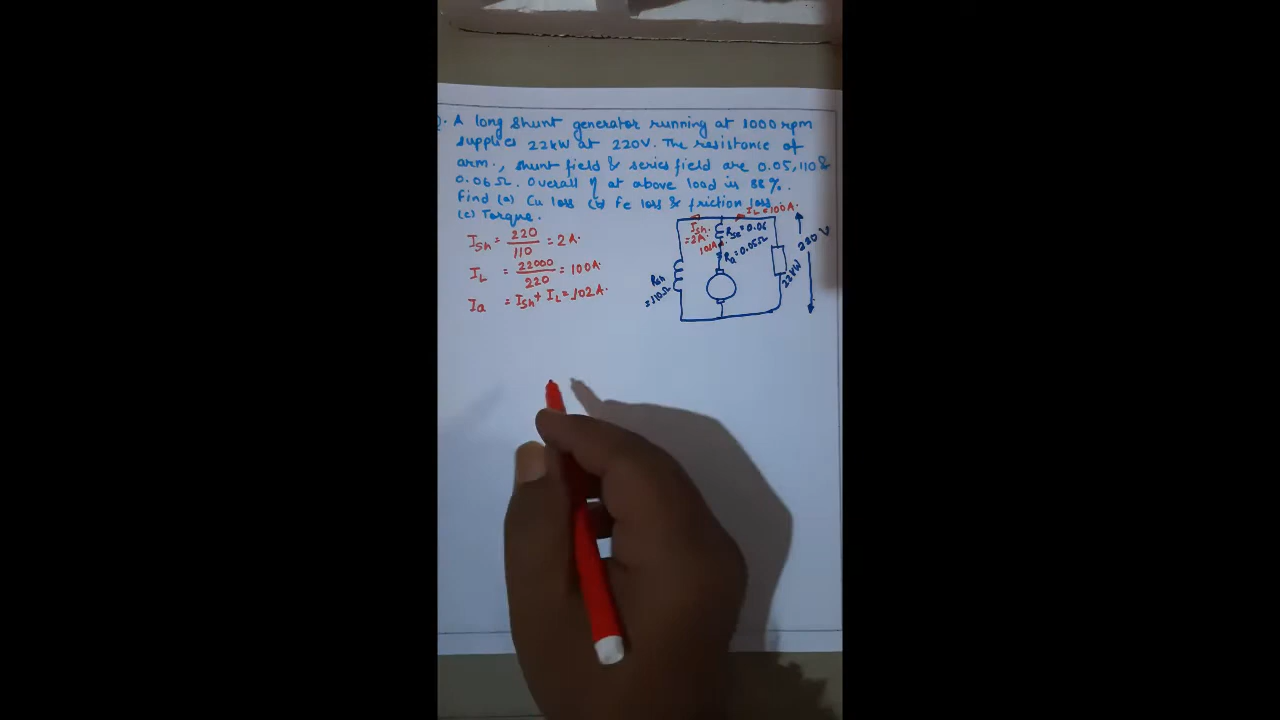 Q. A long shunt generator running at 1000 rpm
supplies 22kW at 220V. The resistance of
arm., shunt field & series field are 0.05, 110 &
0.06 Ω. Overall η at above load is 88%.
Find (a) Cu loss (b) Fe loss & friction loss
(c) Torque.
Ish = 220/110 = 2A.
IL = 22000/220 = 100A.
Ia = Ish + IL = 102A.
IL = 100A.
Ish
= 2A.
Rse = 0.06
102A
Ra = 0.05Ω
Rsh
= 110Ω
22kW
220 V